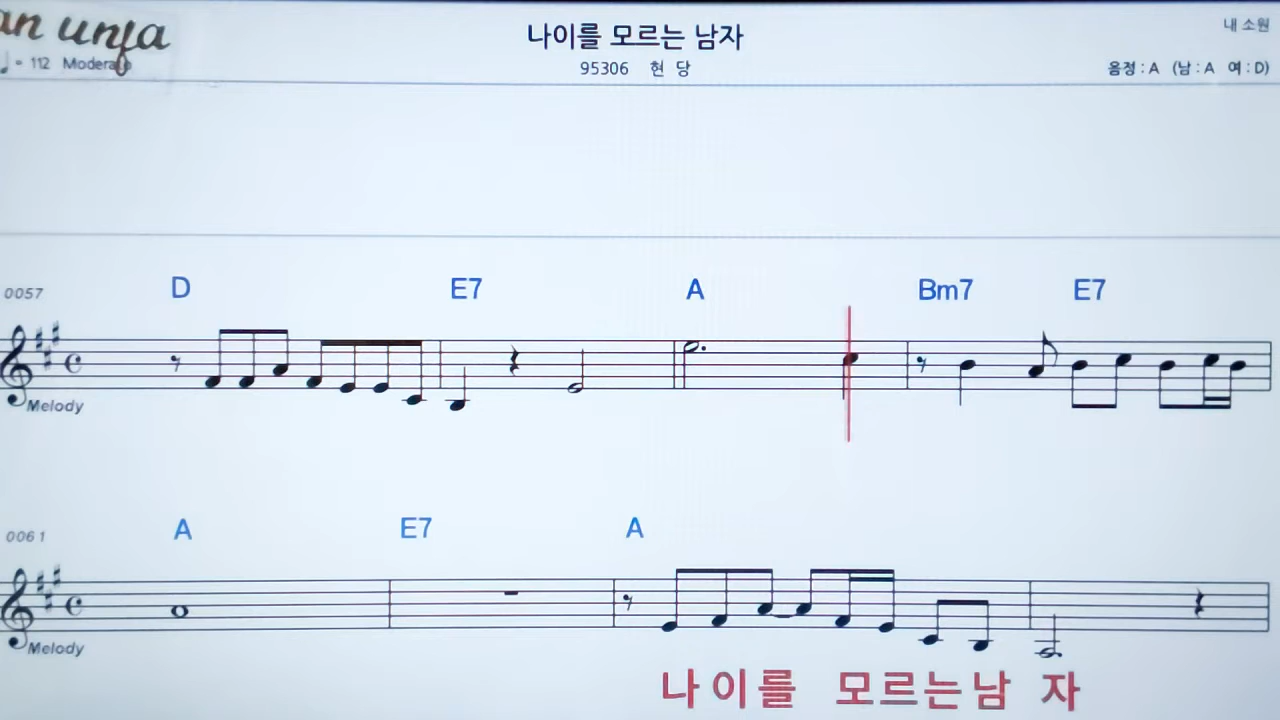 an unfa
나이를 모르는 남자
내 소원
♩= 112 Moderato
95306 현 당
음정 : A (남 : A 여 : D)
0057
D E7 A Bm7 E7
Melody
0061
A E7 A
Melody
나 이 를 모르는남 자